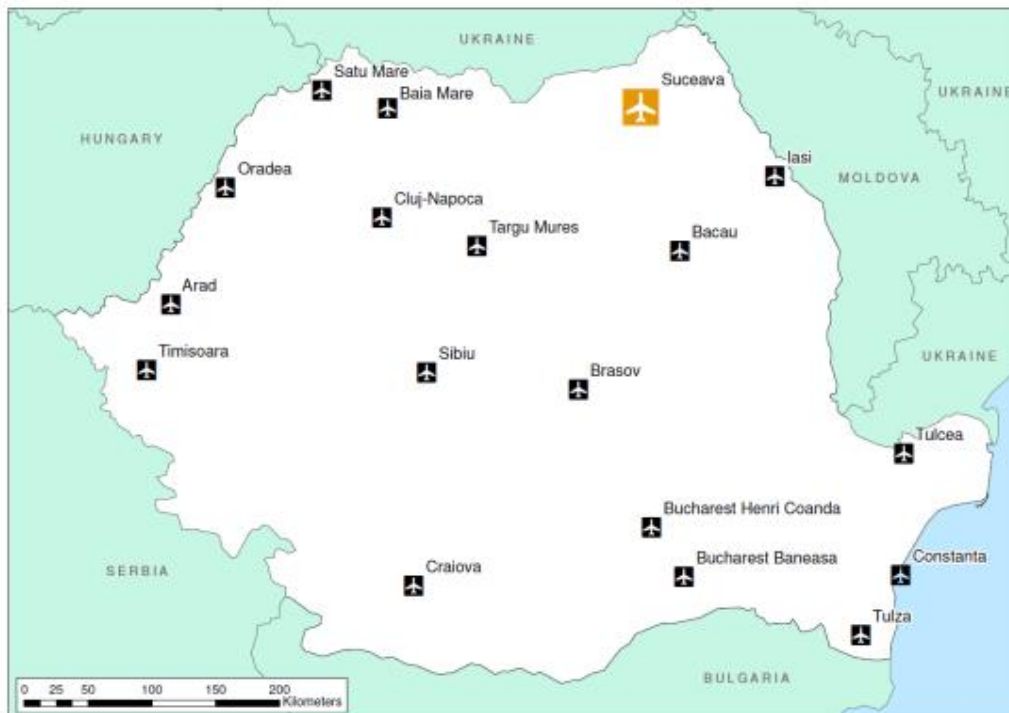 UKRAINE
Satu Mare
Suceava
Baia Mare
UKRAINE
HUNGARY
Iasi
Oradea
MOLDOVA
Cluj-Napoca
Targu Mures
Bacau
Arad
Timisoara
Sibiu
UKRAINE
Brasov
Tulcea
Bucharest Henri Coanda
Bucharest Baneasa
Constanta
SERBIA
Craiova
Tulza
BULGARIA
0 25 50 100 150 200
Kilometers